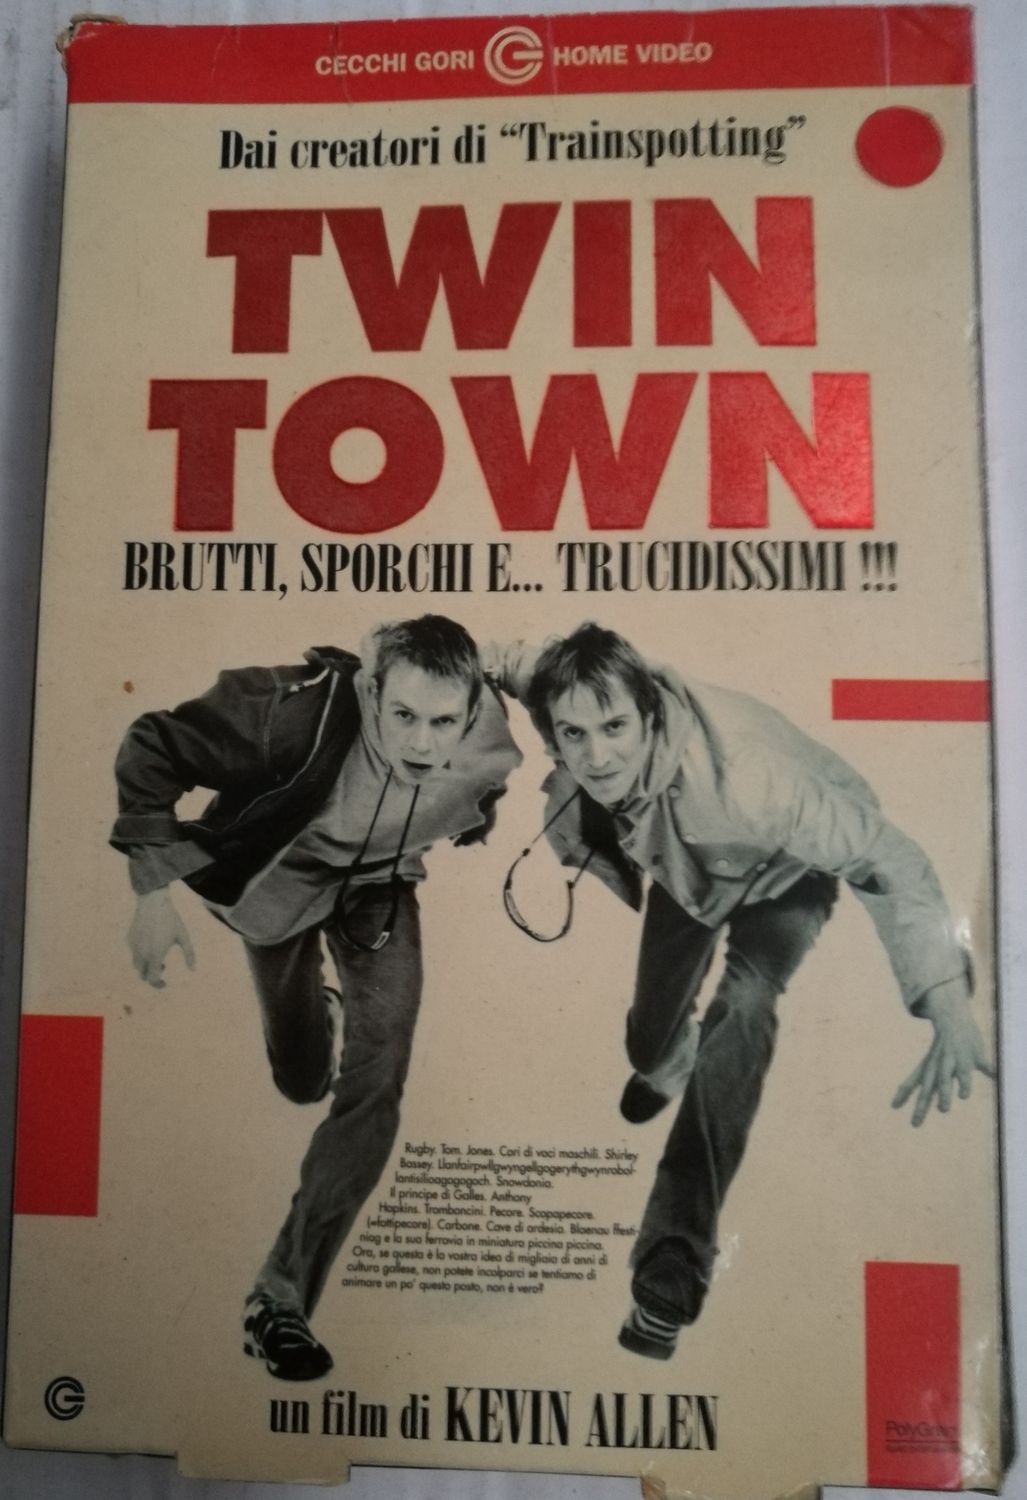 CECCHI GORI HOME VIDEO
Dai creatori di “Trainspotting”
TWIN
TOWN
BRUTTI, SPORCHI E... TRUCIDISSIMI !!!
Rugby. Tom. Jones. Cori di voci maschili. Shirley
Bassey. Llanfairpwllgwyngellgogerythgwynrobol-
lantisilioagagagoch. Snowdonia.
Il principe di Galles. Anthony
Hopkins. Tromboncini. Pecore. Scopapecore.
(=fattipecore). Carbone. Cave di ardesia. Blaenau Ffesti-
niog e la sua ferrovia in miniatura piccina piccina.
Ora, se questa è la vostra idea di migliaia di anni di
cultura gallese, non potete incolparci se tentiamo di
animare un po' questo posto, non è vero?
un film di KEVIN ALLEN
PolyGram